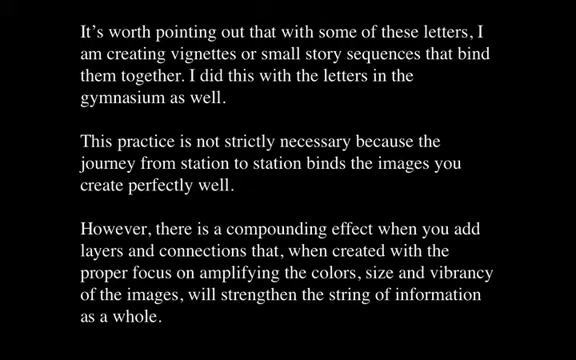 It's worth pointing out that with some of these letters, I
am creating vignettes or small story sequences that bind
them together. I did this with the letters in the
gymnasium as well.
This practice is not strictly necessary because the
journey from station to station binds the images you
create perfectly well.
However, there is a compounding effect when you add
layers and connections that, when created with the
proper focus on amplifying the colors, size and vibrancy
of the images, will strengthen the string of information
as a whole.